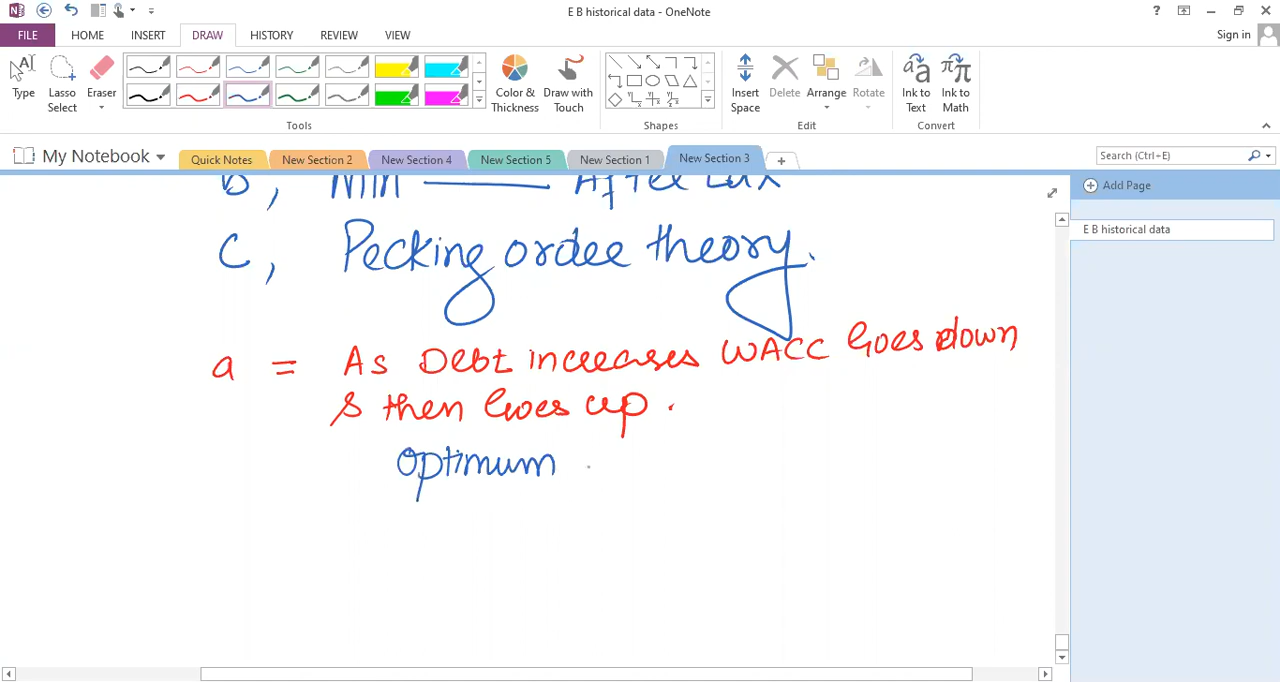 E B historical data - OneNote
Sign in
FILE HOME INSERT DRAW HISTORY REVIEW VIEW
Type Lasso Select Eraser
Color & Thickness Draw with Touch
Insert Space Delete Arrange Rotate
Ink to Text Ink to Math
Tools Shapes Edit Convert
My Notebook Quick Notes New Section 2 New Section 4 New Section 5 New Section 1 New Section 3
Search (Ctrl+E)
Add Page
E B historical data
B, MM — After tax
C, Pecking order theory.
a = As Debt increases WACC Goes down
& then Goes up.
Optimum